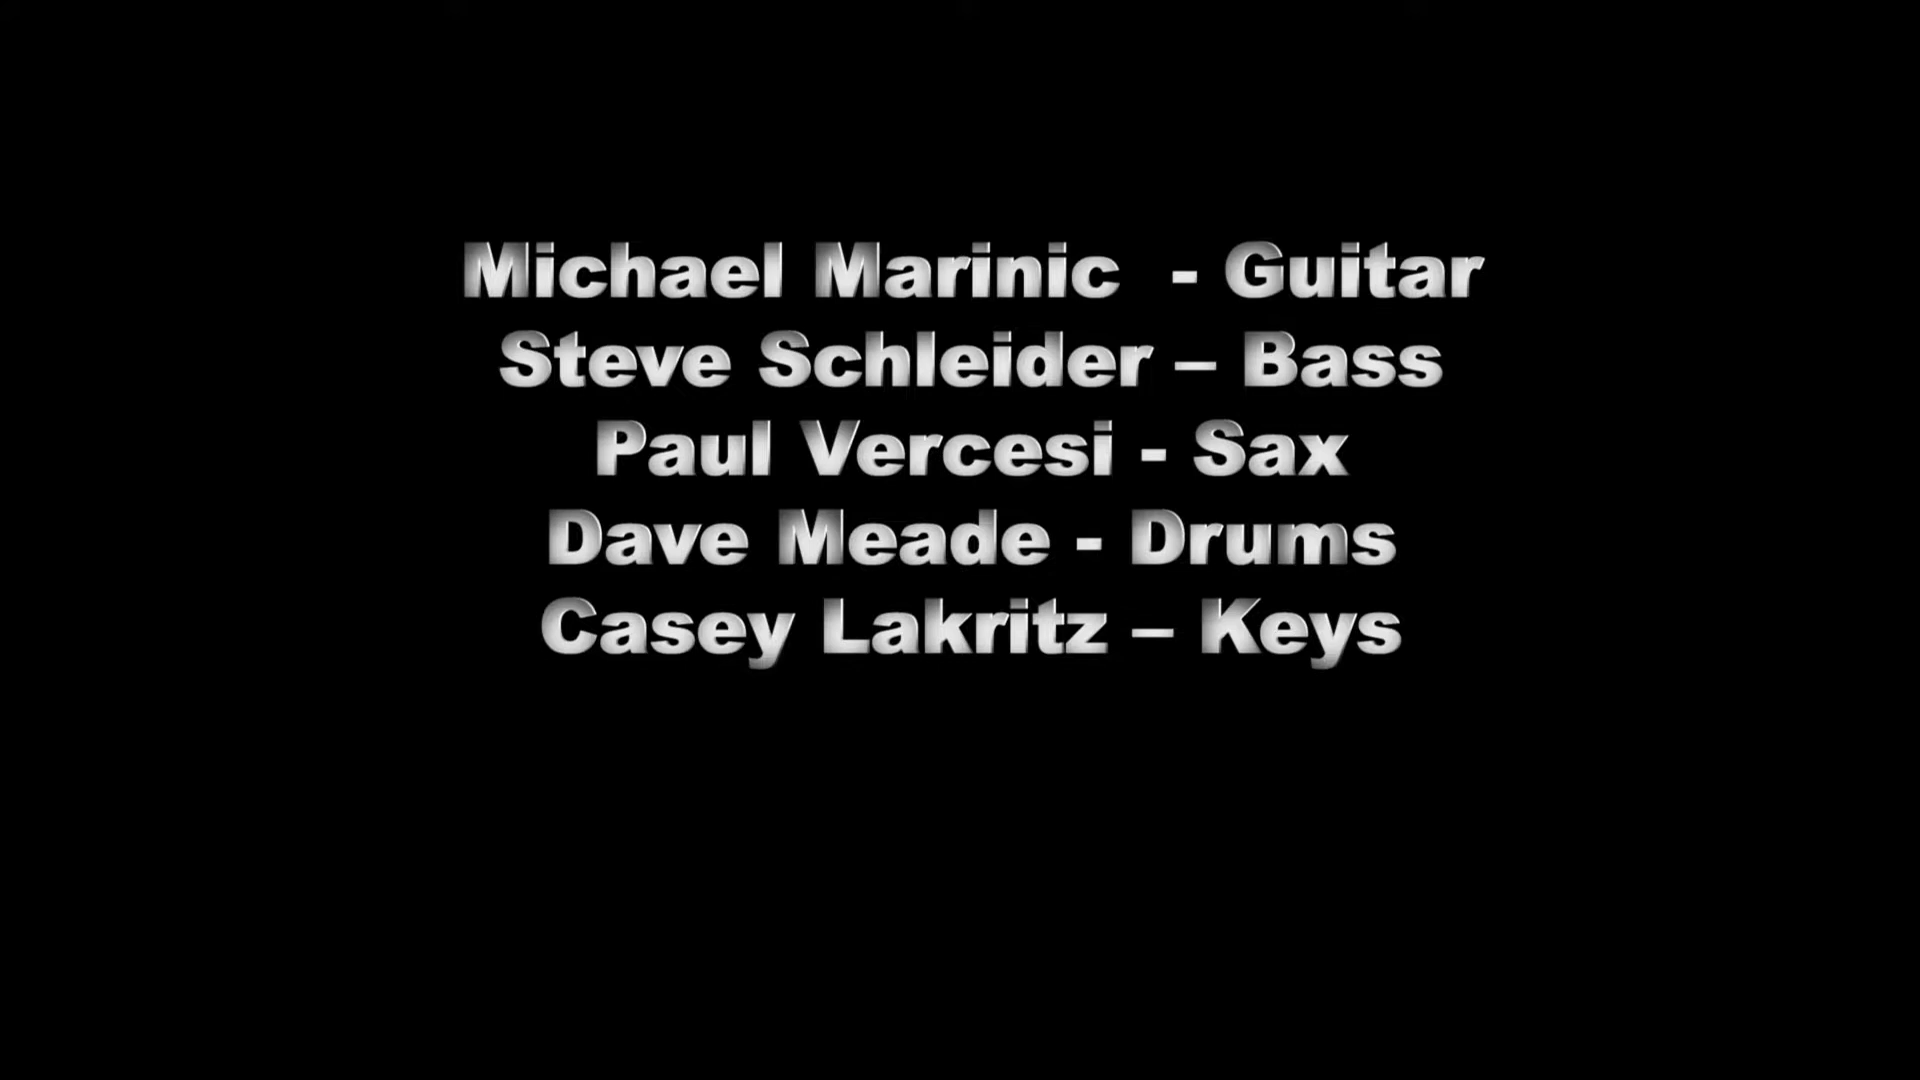 Michael Marinic  - Guitar
Steve Schleider – Bass
Paul Vercesi - Sax
Dave Meade - Drums
Casey Lakritz – Keys